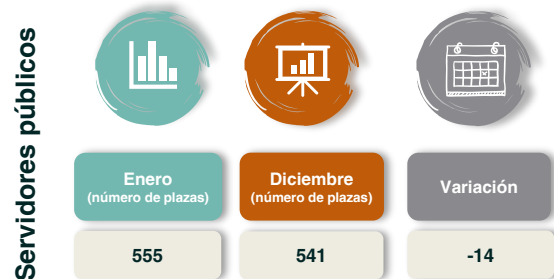 Servidores públicos
Enero
(número de plazas)
Diciembre
(número de plazas)
Variación
555
541
-14